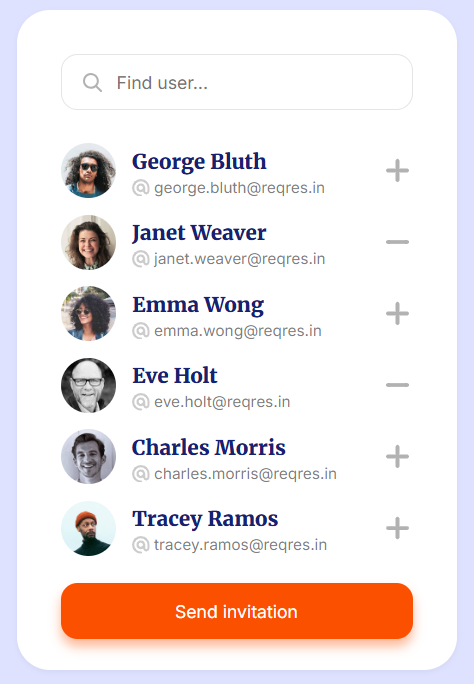 Find user...
George Bluth
george.bluth@reqres.in
Janet Weaver
janet.weaver@reqres.in
Emma Wong
emma.wong@reqres.in
Eve Holt
eve.holt@reqres.in
Charles Morris
charles.morris@reqres.in
Tracey Ramos
tracey.ramos@reqres.in
Send invitation